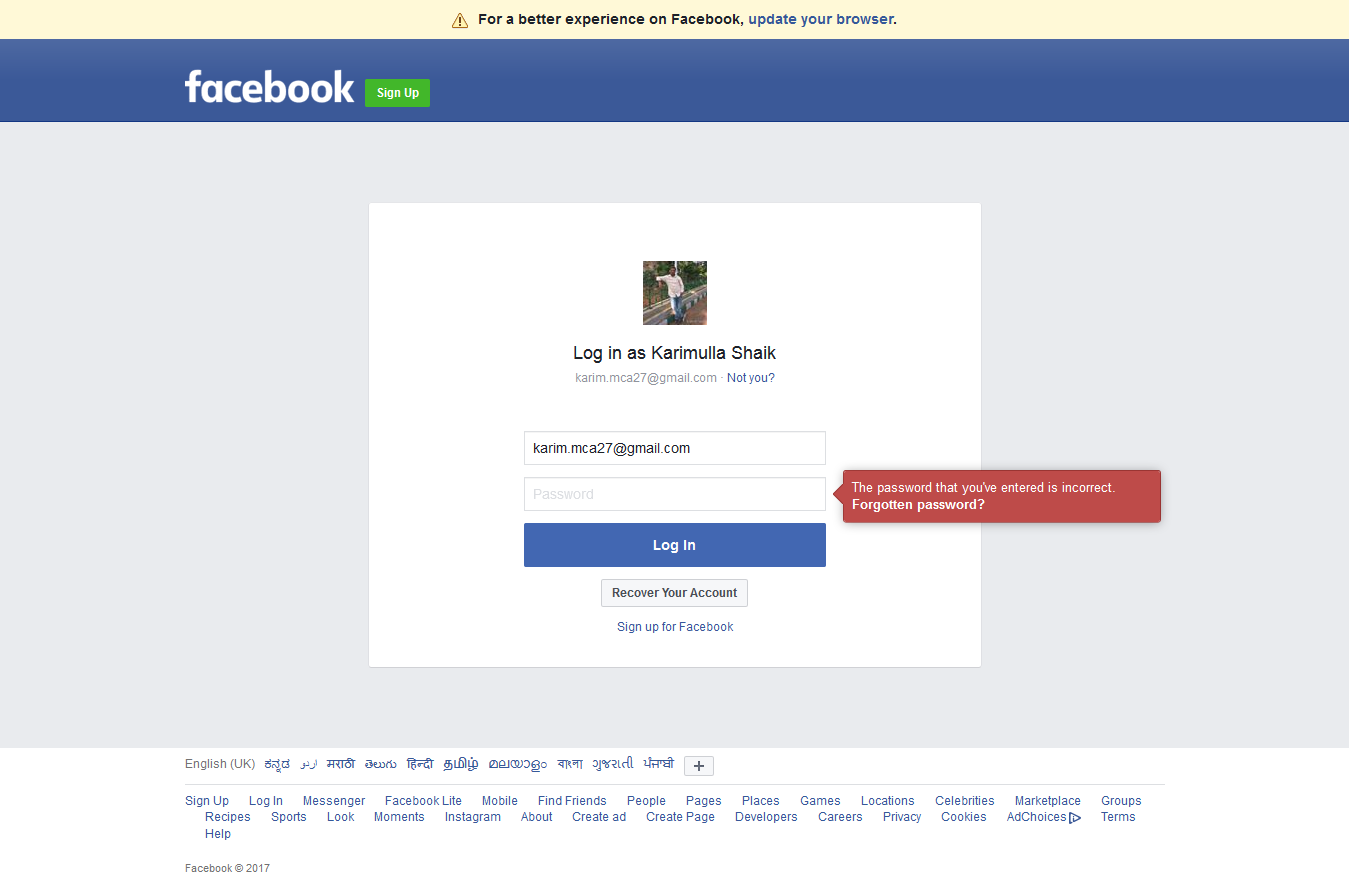 For a better experience on Facebook, update your browser.
facebook Sign Up
Log in as Karimulla Shaik
karim.mca27@gmail.com · Not you?
karim.mca27@gmail.com
Password
The password that you've entered is incorrect.
Forgotten password?
Log In
Recover Your Account
Sign up for Facebook
English (UK) ಕನ್ನಡ اردو मराठी తెలుగు हिन्दी தமிழ் മലയാളം বাংলা ગુજરાતી ਪੰਜਾਬੀ +
Sign Up Log In Messenger Facebook Lite Mobile Find Friends People Pages Places Games Locations Celebrities Marketplace Groups
Recipes Sports Look Moments Instagram About Create ad Create Page Developers Careers Privacy Cookies AdChoices Terms
Help
Facebook © 2017